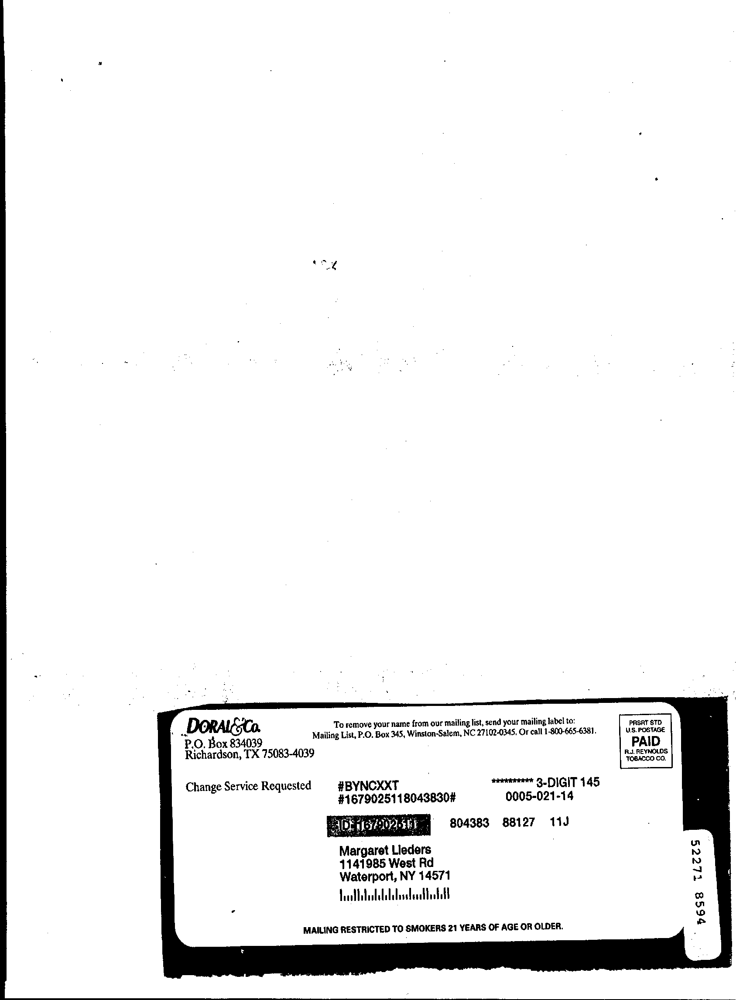 DORAL & Co.
P.O. Box 834039
Richardson, TX 75083-4039
To remove your name from our mailing list, send your mailing label to:
Mailing List, P.O. Box 345, Winston-Salem, NC 27102-0345. Or call 1-800-665-6381.
PRSRT STD
U.S. POSTAGE
PAID
R.J. REYNOLDS
TOBACCO CO.
Change Service Requested
#BYNCXXT
#1679025118043830#
********** 3-DIGIT 145
0005-021-14
ID# 167902511
804383 88127 11J
Margaret Lleders
1141985 West Rd
Waterport, NY 14571
MAILING RESTRICTED TO SMOKERS 21 YEARS OF AGE OR OLDER.
52271 8594